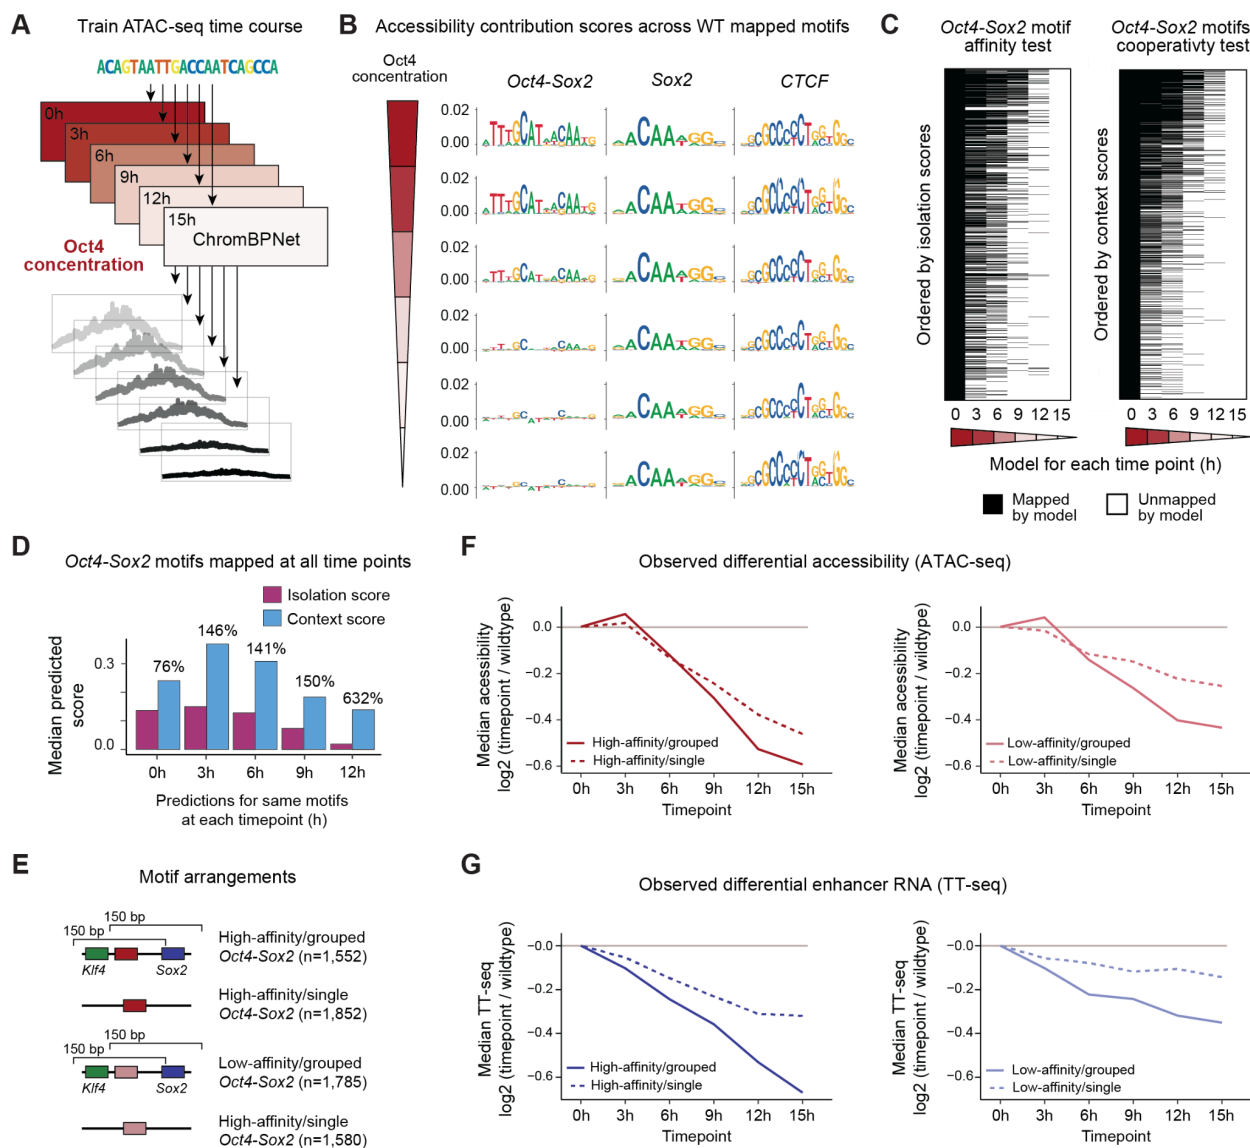 A
Train ATAC-seq time course
ACAGTAATTGACCAATCAGCCA
0h
3h
6h
9h
12h
15h
ChromBPNet
Oct4
concentration
B
Accessibility contribution scores across WT mapped motifs
Oct4
concentration
Oct4-Sox2
Sox2
CTCF
0.02
0.00
0.02
0.00
0.02
0.00
0.02
0.00
0.02
0.00
0.02
0.00
C
Oct4-Sox2 motif
affinity test
Oct4-Sox2 motifs
cooperativty test
Ordered by isolation scores
Ordered by context scores
0 3 6 9 12 15
0 3 6 9 12 15
Model for each time point (h)
Mapped
by model
Unmapped
by model
D
Oct4-Sox2 motifs mapped at all time points
Isolation score
Context score
Median predicted
score
0.3
0.0
76%
146%
141%
150%
632%
0h 3h 6h 9h 12h
Predictions for same motifs
at each timepoint (h)
E
Motif arrangements
150 bp
150 bp
Klf4
Sox2
High-affinity/grouped
Oct4-Sox2 (n=1,552)
High-affinity/single
Oct4-Sox2 (n=1,852)
150 bp
150 bp
Klf4
Sox2
Low-affinity/grouped
Oct4-Sox2 (n=1,785)
High-affinity/single
Oct4-Sox2 (n=1,580)
F
Observed differential accessibility (ATAC-seq)
Median acessibility
log2 (timepoint / wildtype)
0.0
−0.2
−0.4
−0.6
High-affinity/grouped
High-affinity/single
0h 3h 6h 9h 12h 15h
Timepoint
Median acessibility
log2 (timepoint / wildtype)
0.0
−0.2
−0.4
−0.6
Low-affinity/grouped
Low-affinity/single
0h 3h 6h 9h 12h 15h
Timepoint
G
Observed differential enhancer RNA (TT-seq)
Median TT-seq
log2 (timepoint / wildtype)
−0.0
−0.2
−0.4
−0.6
High-affinity/grouped
High-affinity/single
0h 3h 6h 9h 12h 15h
Timepoint
Median TT-seq
log2 (timepoint / wildtype)
−0.0
−0.2
−0.4
−0.6
Low-affinity/grouped
Low-affinity/single
0h 3h 6h 9h 12h 15h
Timepoint